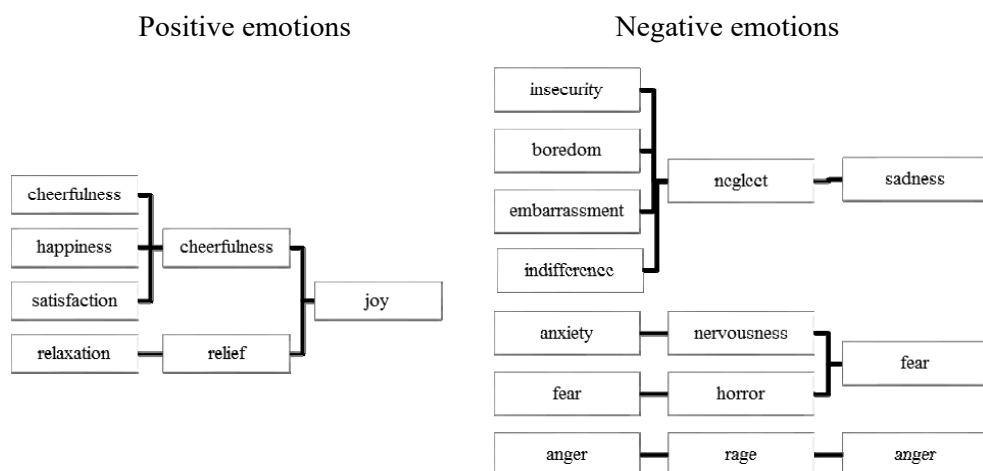 Positive emotions
cheerfulness
happiness
cheerfulness
satisfaction
joy
relaxation
relief
Negative emotions
insecurity
boredom
neglect
sadness
embarrassment
indifference
anxiety
nervousness
fear
fear
horror
anger
rage
anger